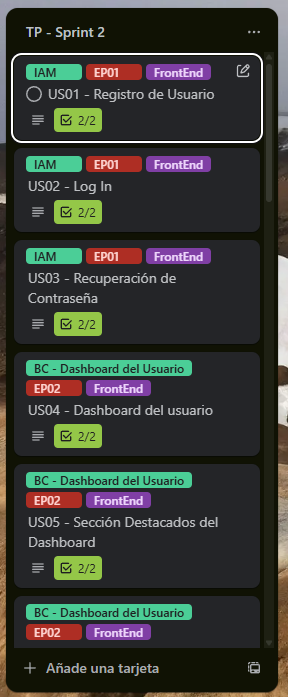 TP - Sprint 2
IAM EP01 FrontEnd
US01 - Registro de Usuario
2/2
IAM EP01 FrontEnd
US02 - Log In
2/2
IAM EP01 FrontEnd
US03 - Recuperación de
Contraseña
2/2
BC - Dashboard del Usuario
EP02 FrontEnd
US04 - Dashboard del usuario
2/2
BC - Dashboard del Usuario
EP02 FrontEnd
US05 - Sección Destacados del
Dashboard
2/2
BC - Dashboard del Usuario
EP02 FrontEnd
Añade una tarjeta